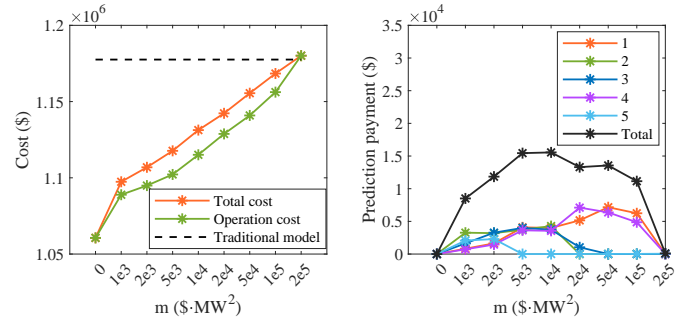 ×10⁶
1.2
1.15
1.1
1.05
Cost ($)
Total cost
Operation cost
Traditional model
0 1e3 2e3 5e3 1e4 2e4 5e4 1e5 2e5
m ($·MW²)
×10⁴
3.5
3
2.5
2
1.5
1
0.5
0
Prediction payment ($)
1
2
3
4
5
Total
0 1e3 2e3 5e3 1e4 2e4 5e4 1e5 2e5
m ($·MW²)